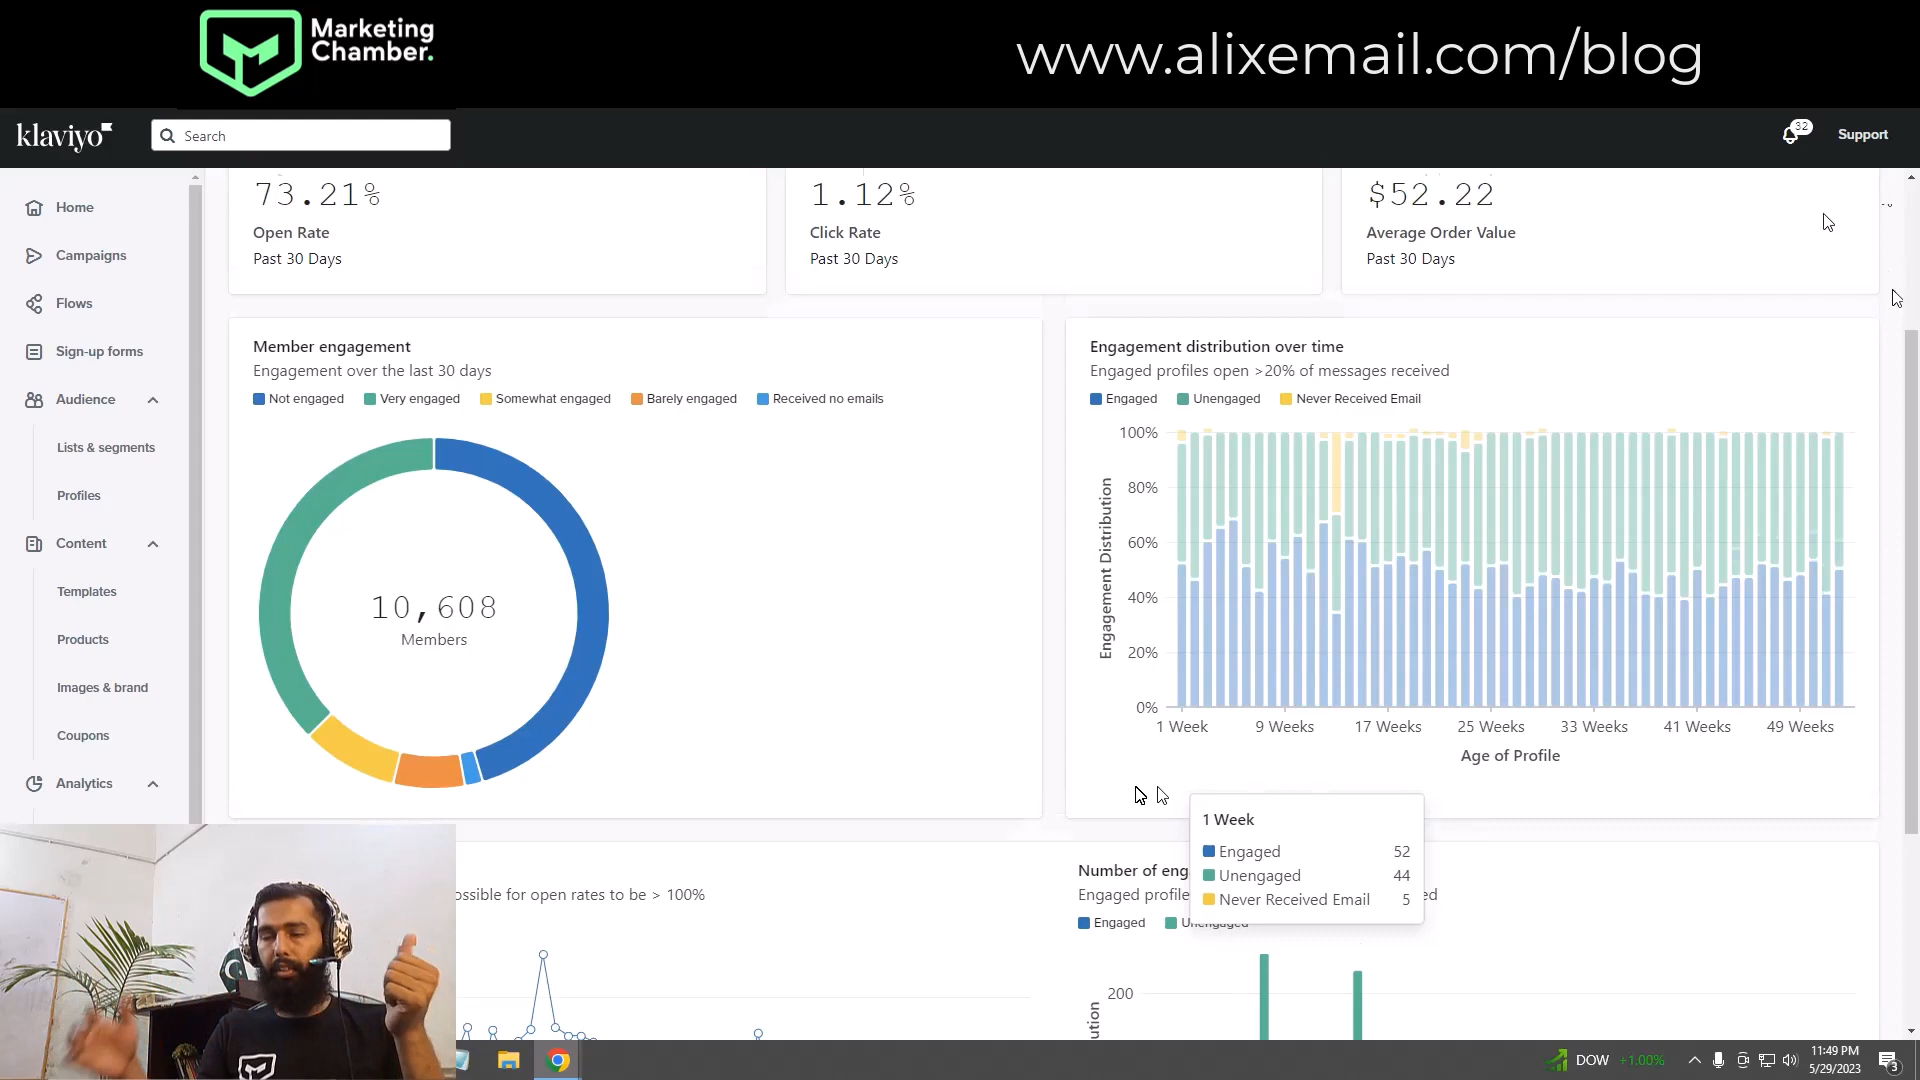 Marketing
Chamber.
www.alixemail.com/blog
klaviyo
Search
32
Support
Home
Campaigns
Flows
Sign-up forms
Audience
Lists & segments
Profiles
Content
Templates
Products
Images & brand
Coupons
Analytics
73.21%
Open Rate
Past 30 Days
1.12%
Click Rate
Past 30 Days
$52.22
Average Order Value
Past 30 Days
Member engagement
Engagement over the last 30 days
Not engaged Very engaged Somewhat engaged Barely engaged Received no emails
10,608
Members
Engagement distribution over time
Engaged profiles open >20% of messages received
Engaged Unengaged Never Received Email
Engagement Distribution
100%
80%
60%
40%
20%
0%
1 Week 9 Weeks 17 Weeks 25 Weeks 33 Weeks 41 Weeks 49 Weeks
Age of Profile
1 Week
Engaged 52
Unengaged 44
Never Received Email 5
ossible for open rates to be > 100%
Number of eng
Engaged profile
Engaged Unengaged
200
ution
DOW +1.00%
11:49 PM
5/29/2023
3